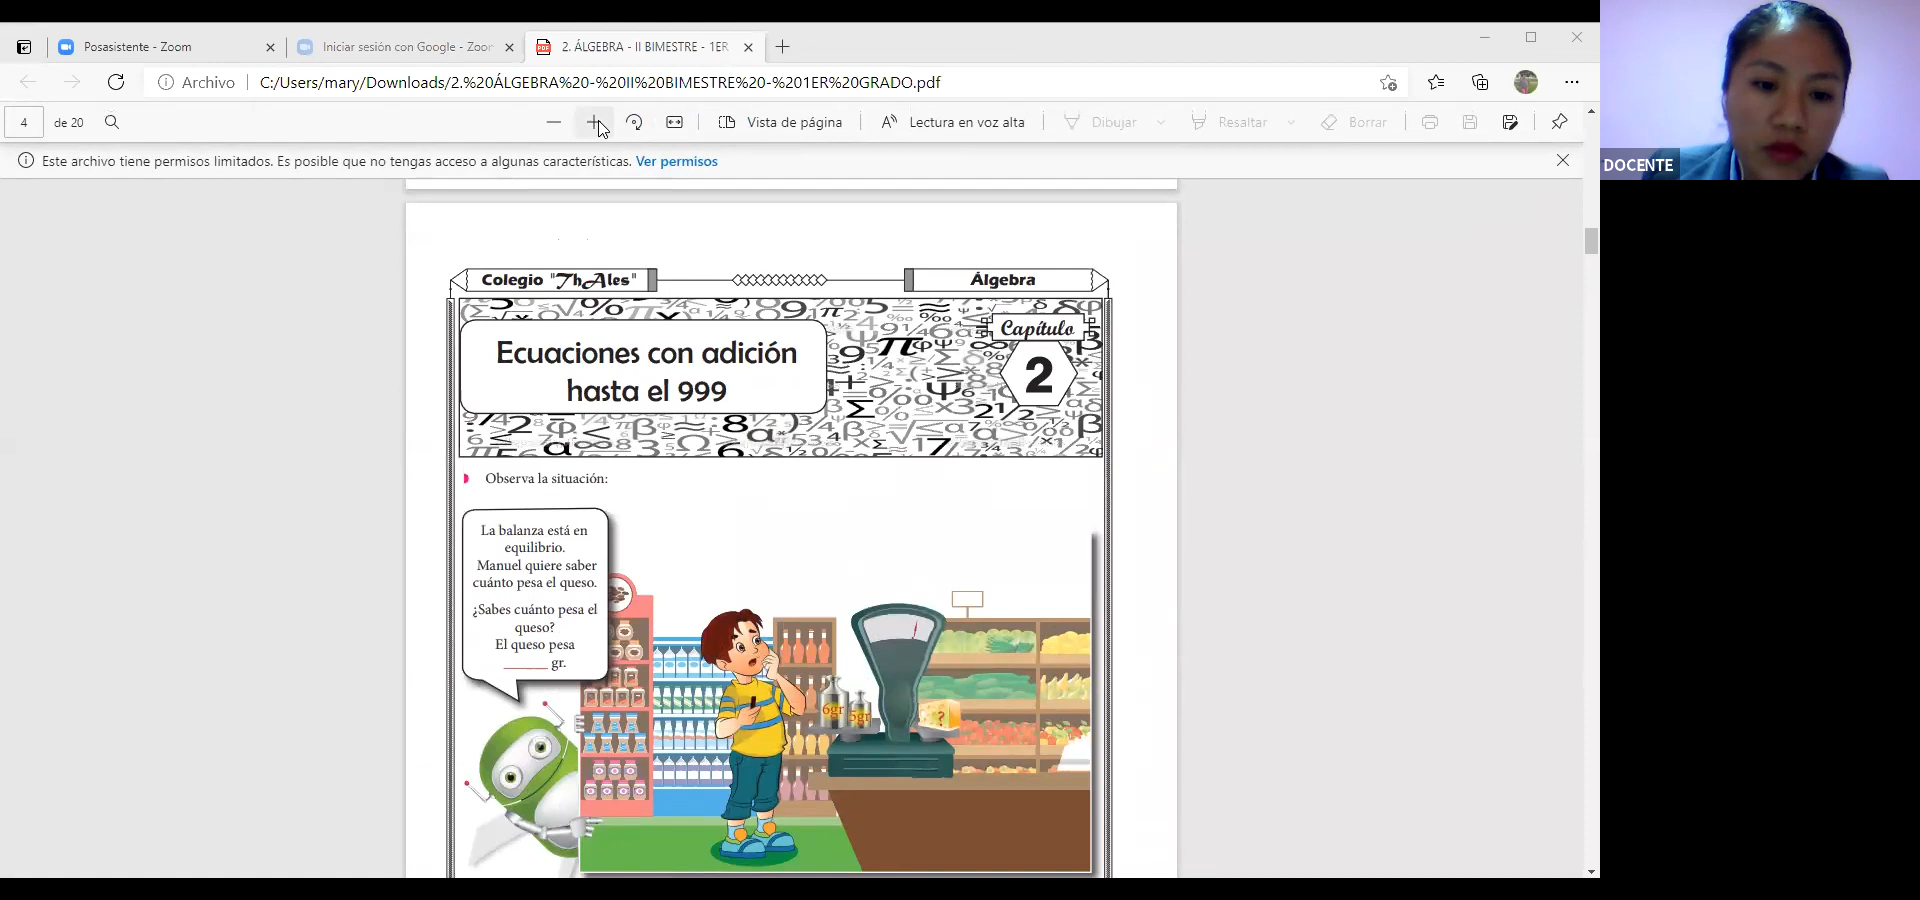 Posasistente - Zoom
Iniciar sesión con Google - Zoom
2. ÁLGEBRA - II BIMESTRE - 1ER
Archivo
C:/Users/mary/Downloads/2.%20ÁLGEBRA%20-%20II%20BIMESTRE%20-%201ER%20GRADO.pdf
4 de 20
Vista de página
Lectura en voz alta
Dibujar
Resaltar
Borrar
Este archivo tiene permisos limitados. Es posible que no tengas acceso a algunas características. Ver permisos
DOCENTE
Colegio "ThAles"
Álgebra
Capítulo
2
Ecuaciones con adición
hasta el 999
Observa la situación:
La balanza está en
equilibrio.
Manuel quiere saber
cuánto pesa el queso.
¿Sabes cuánto pesa el
queso?
El queso pesa
_______ gr.
6gr
?